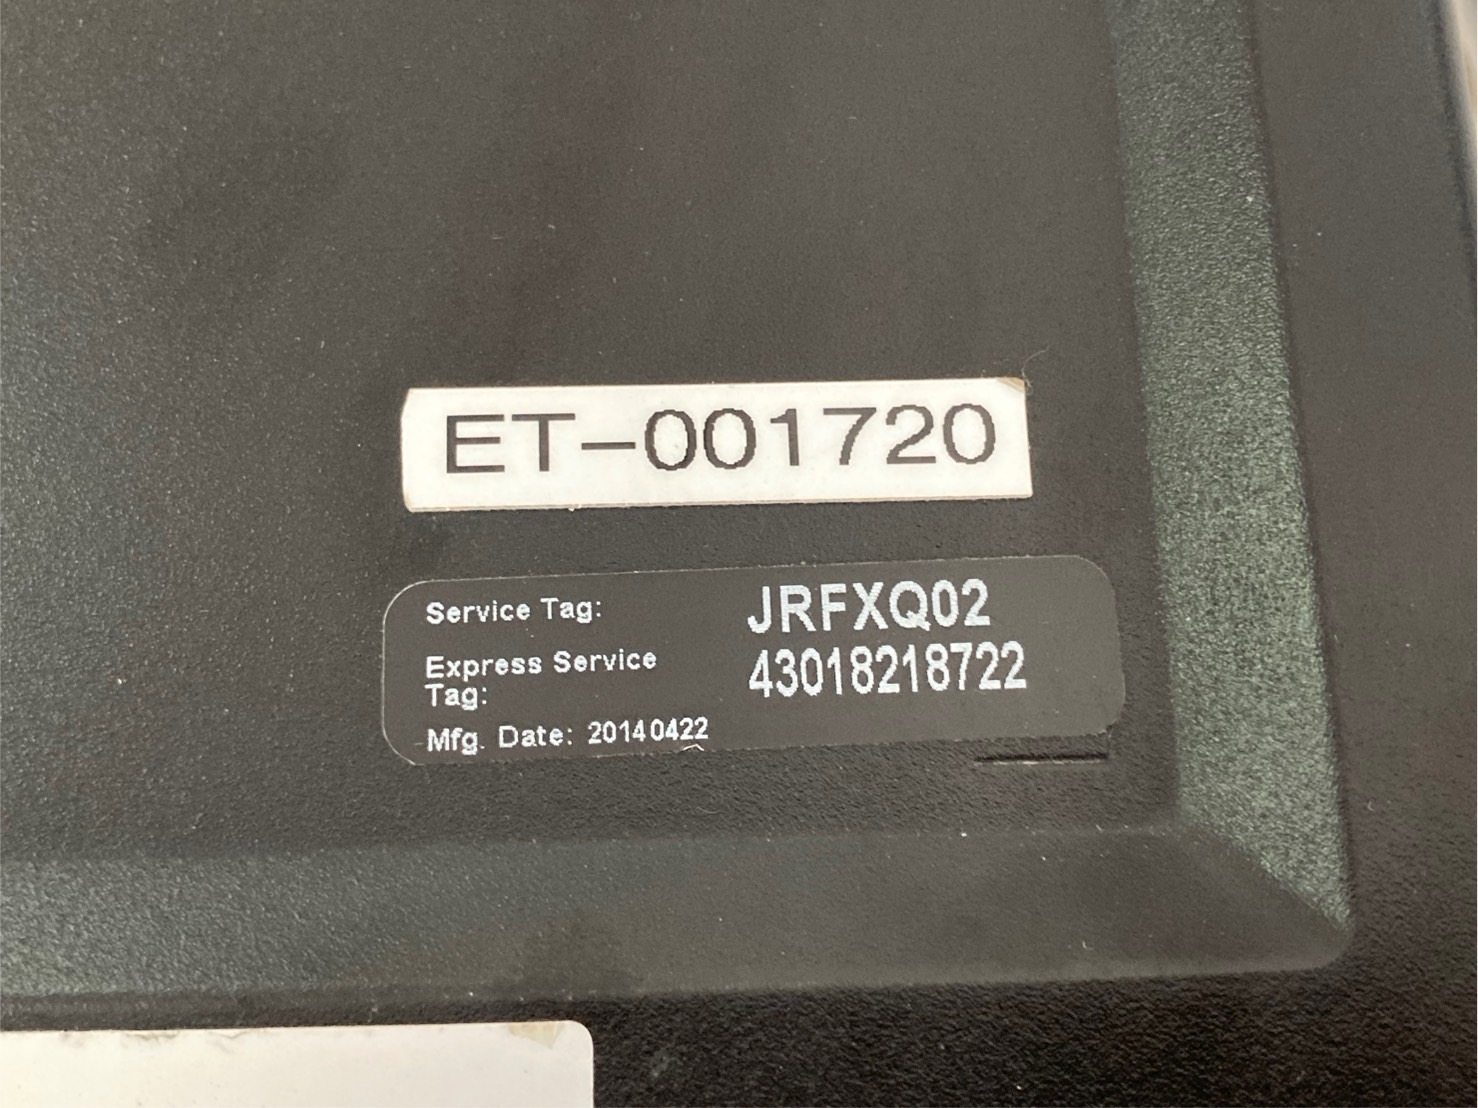 ET-001720
Service Tag: JRFXQ02
Express Service Tag: 43018218722
Mfg. Date: 20140422